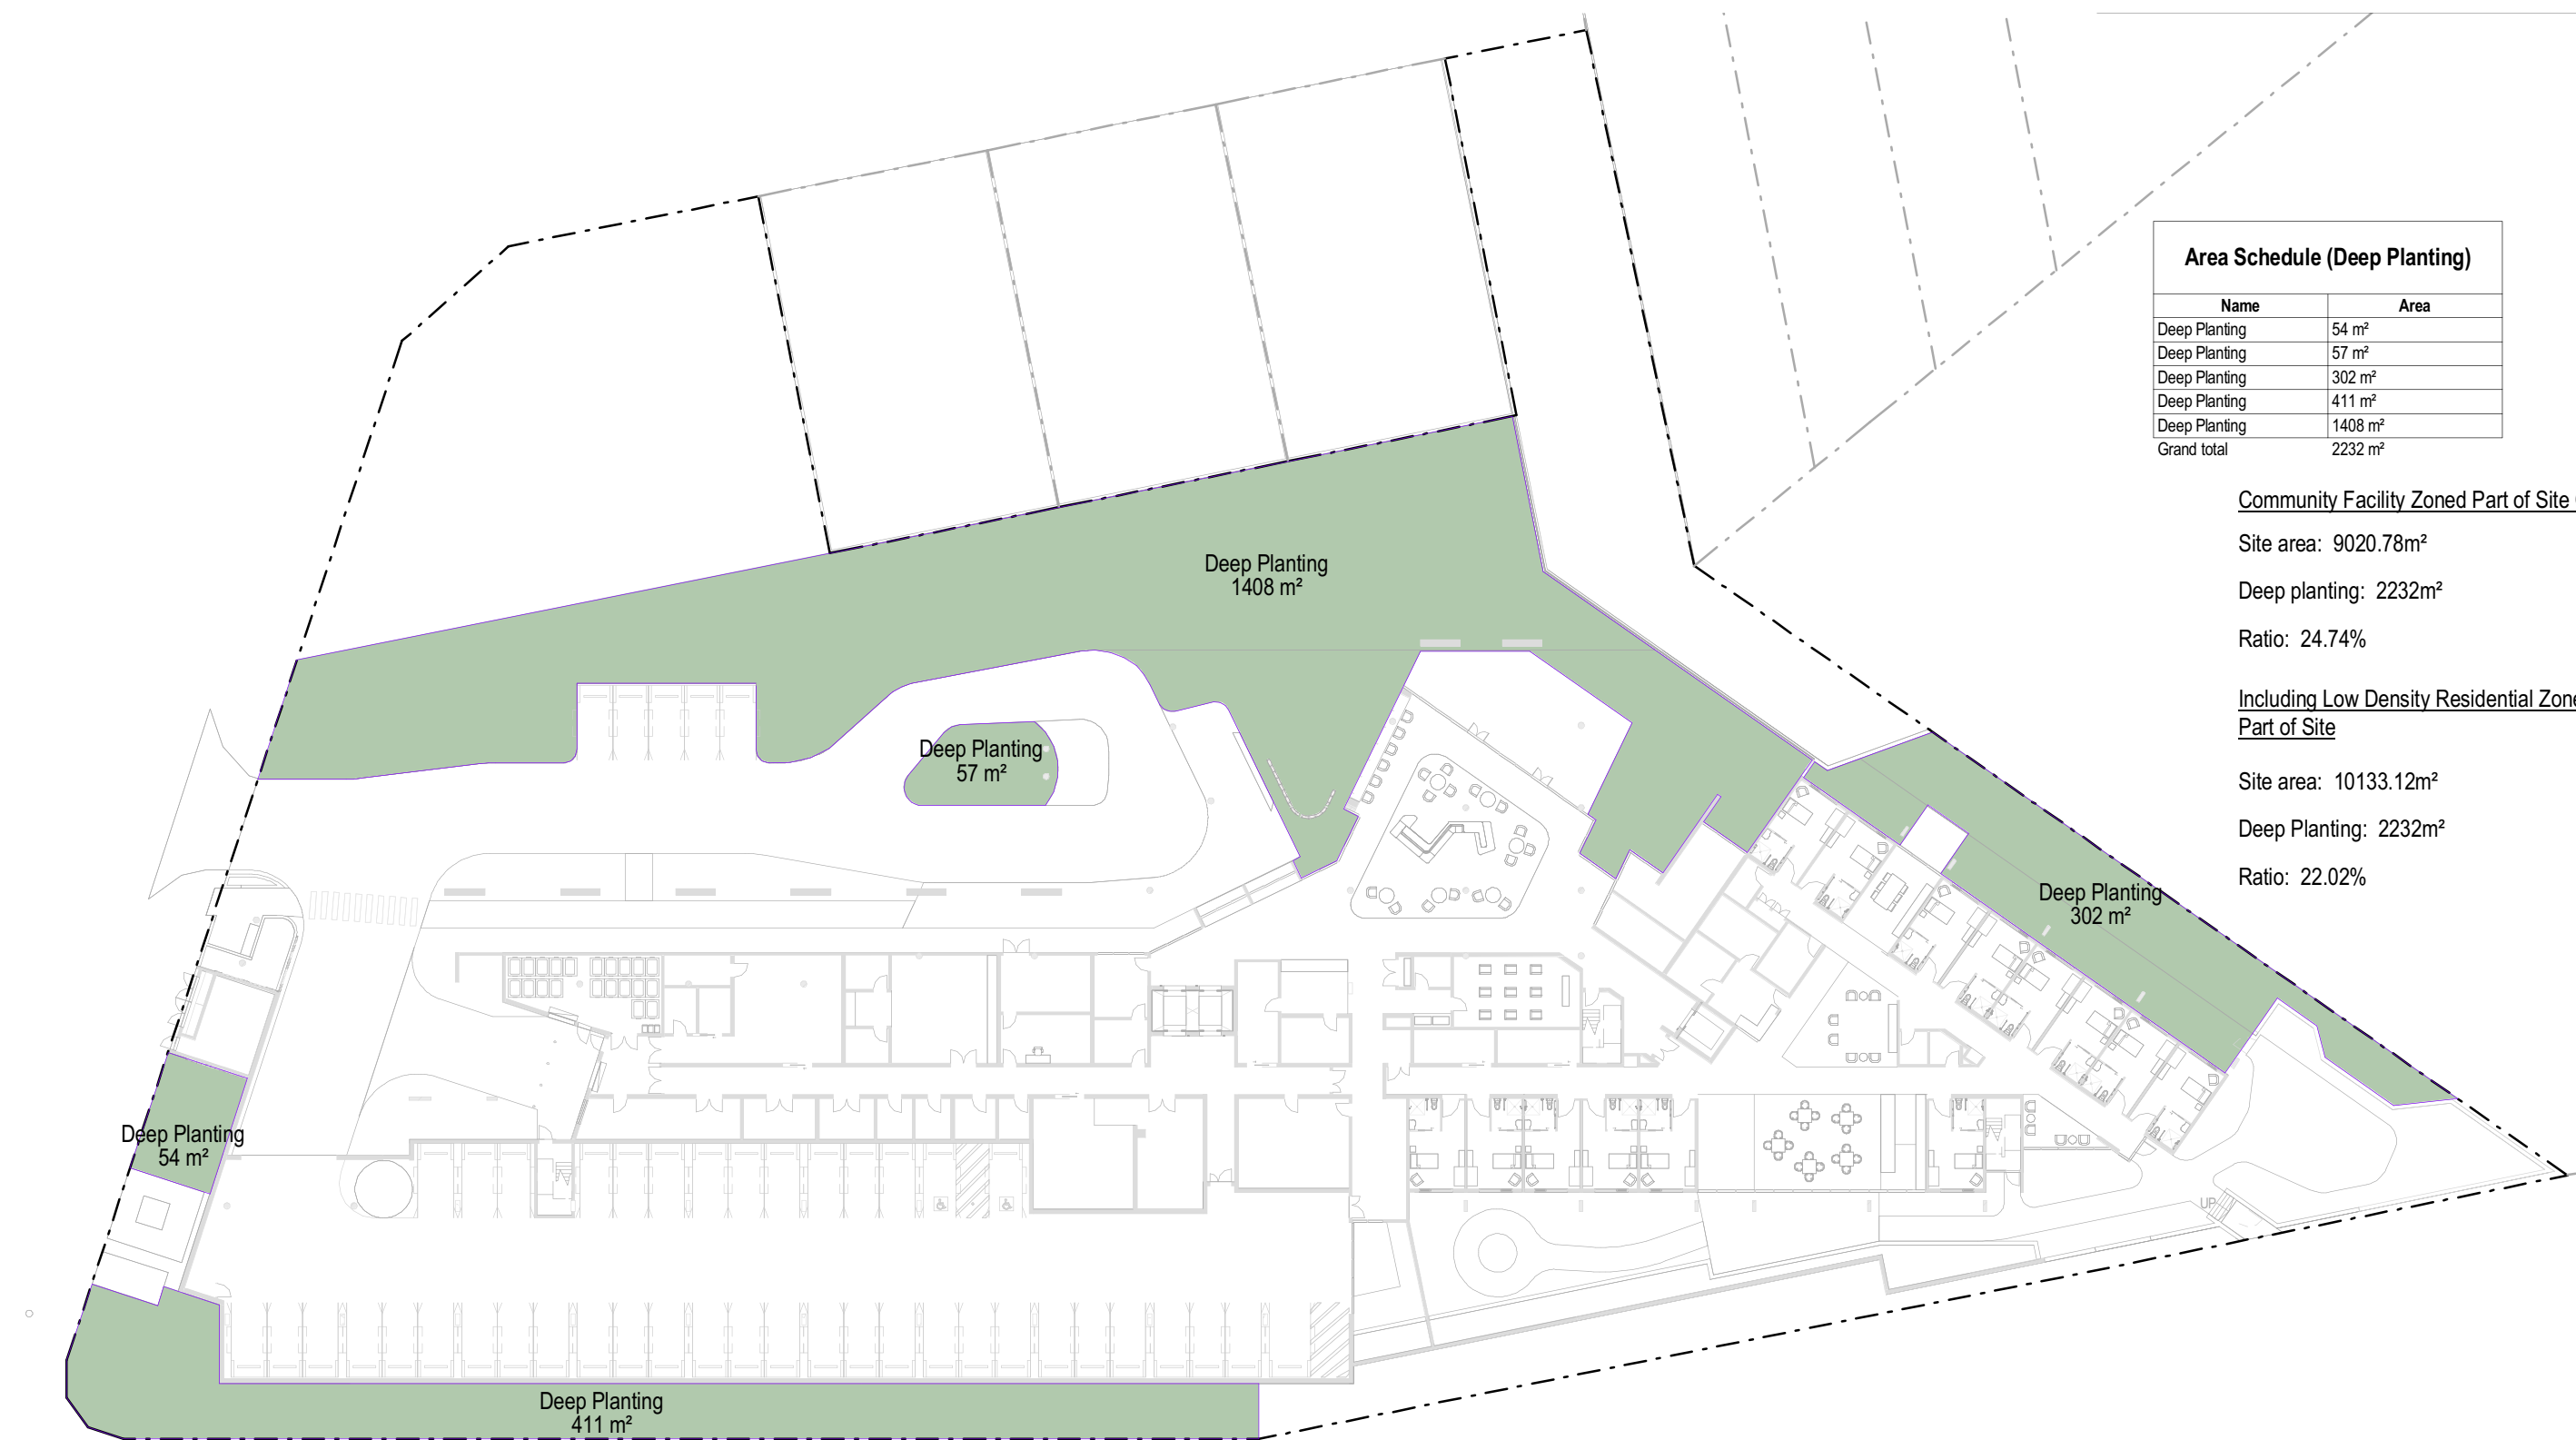 Area Schedule (Deep Planting)
Name Area
Deep Planting 54 m²
Deep Planting 57 m²
Deep Planting 302 m²
Deep Planting 411 m²
Deep Planting 1408 m²
Grand total 2232 m²
Community Facility Zoned Part of Site
Site area: 9020.78m²
Deep planting: 2232m²
Ratio: 24.74%
Including Low Density Residential Zone
Part of Site
Site area: 10133.12m²
Deep Planting: 2232m²
Ratio: 22.02%
Deep Planting
1408 m²
Deep Planting
57 m²
Deep Planting
302 m²
Deep Planting
54 m²
UP
Deep Planting
411 m²